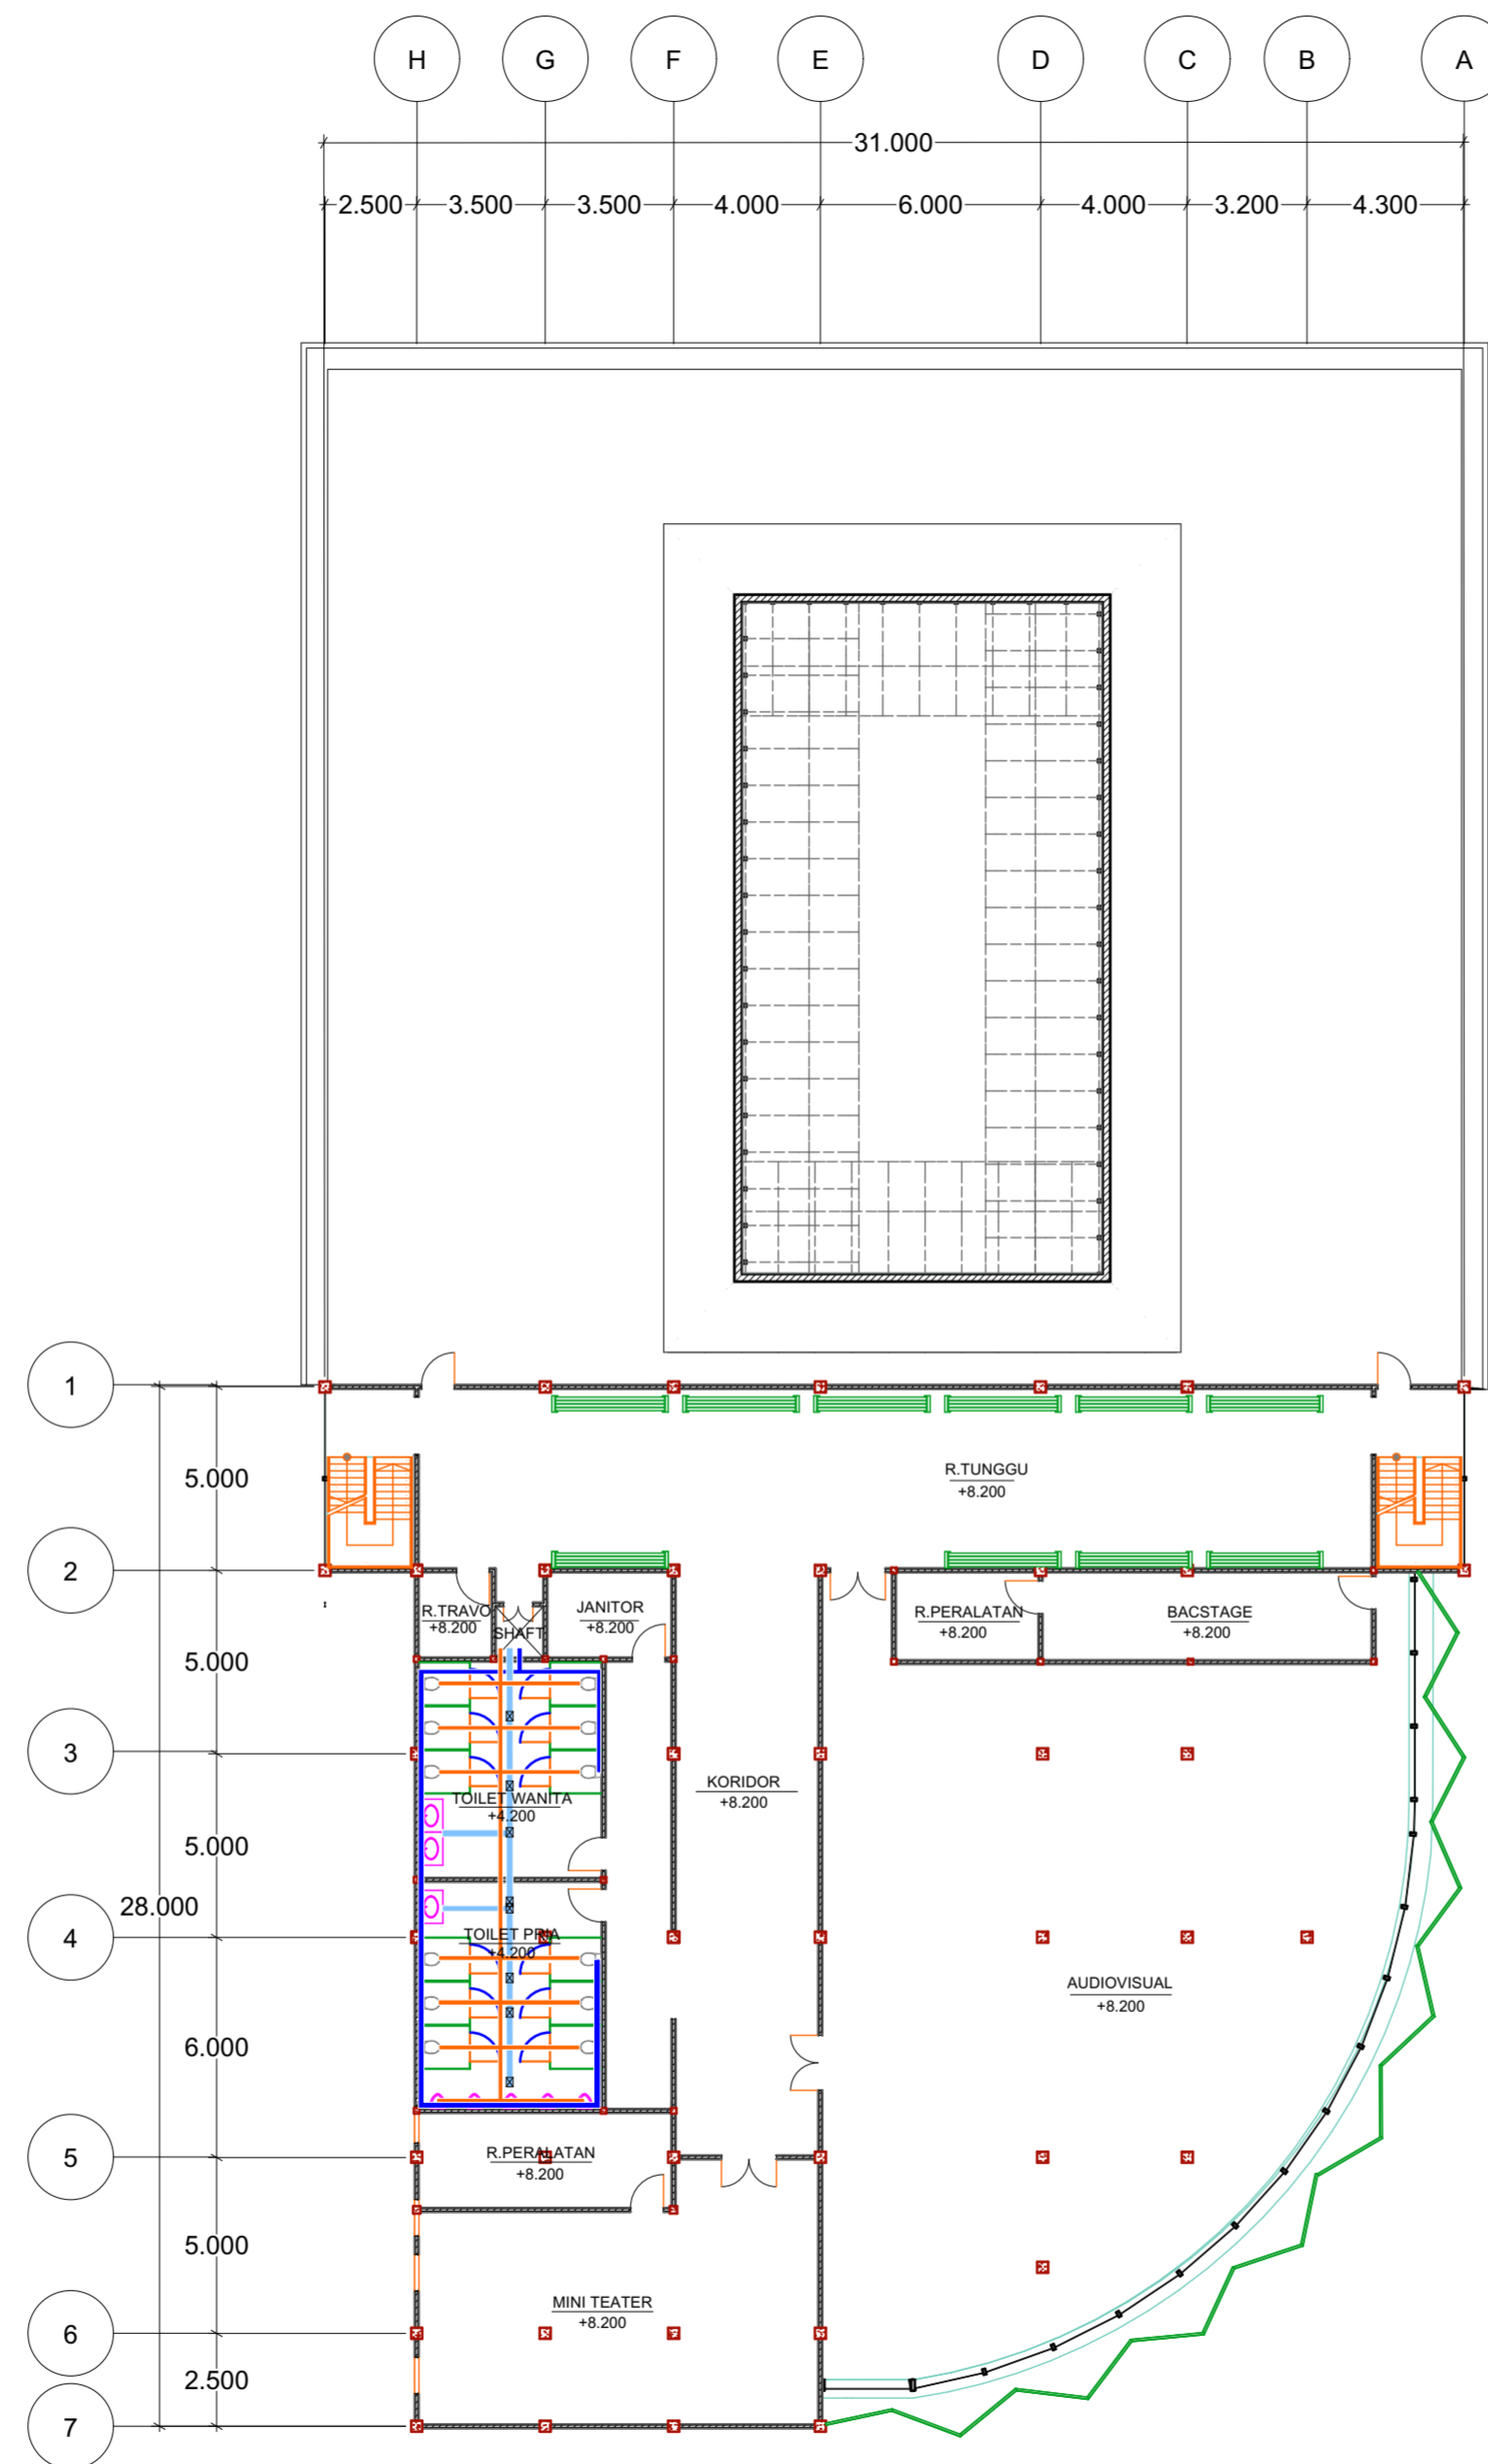 H G F E D C B A
31.000
2.500 3.500 3.500 4.000 6.000 4.000 3.200 4.300
1
5.000
R.TUNGGU
+8.200
2
R.TRAVO
+8.200
SHAFT
JANITOR
+8.200
R.PERALATAN
+8.200
BACSTAGE
+8.200
5.000
3
KORIDOR
+8.200
TOILET WANITA
+4.200
5.000
28.000
4
TOILET PRIA
+4.200
AUDIOVISUAL
+8.200
6.000
5
R.PERALATAN
+8.200
5.000
MINI TEATER
+8.200
6
2.500
7